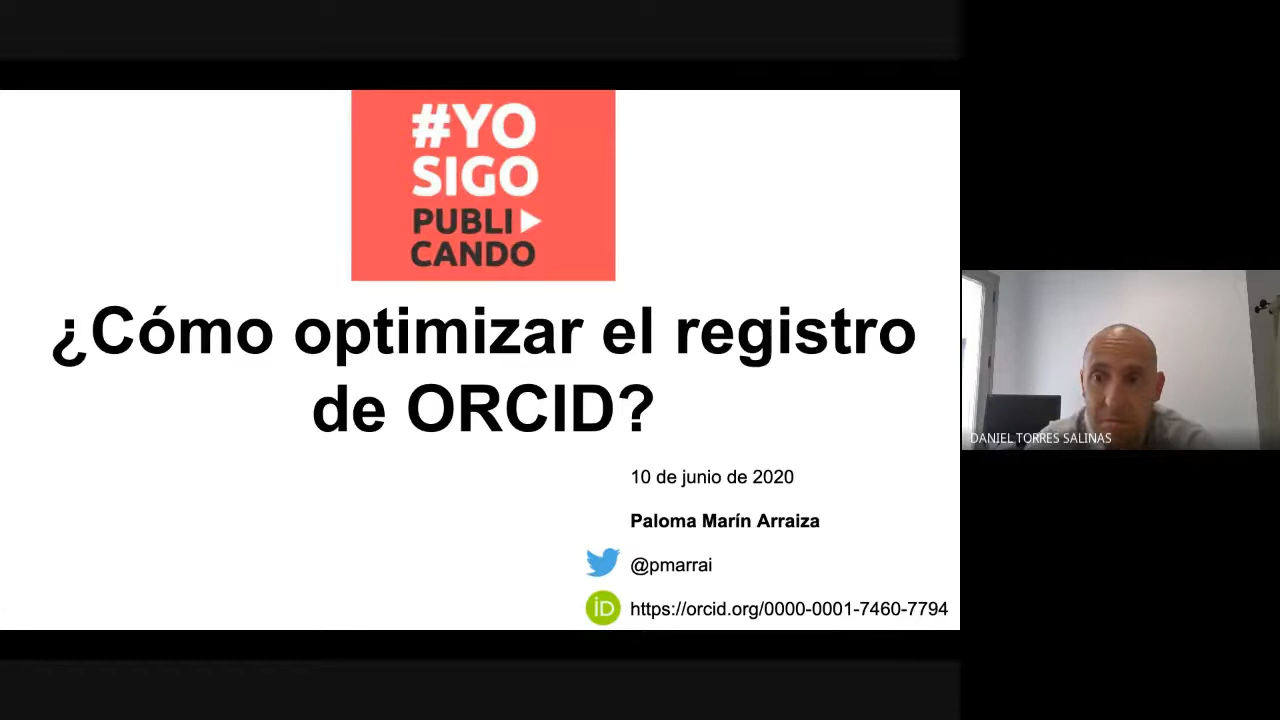 #YO
SIGO
PUBLI
CANDO
¿Cómo optimizar el registro
de ORCID?
10 de junio de 2020
Paloma Marín Arraiza
@pmarrai
iD https://orcid.org/0000-0001-7460-7794
DANIEL TORRES SALINAS